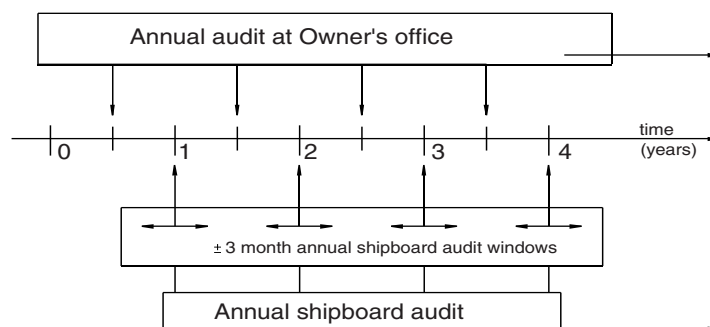 Annual audit at Owner's office
0 1 2 3 4 time
(years)
± 3 month annual shipboard audit windows
Annual shipboard audit